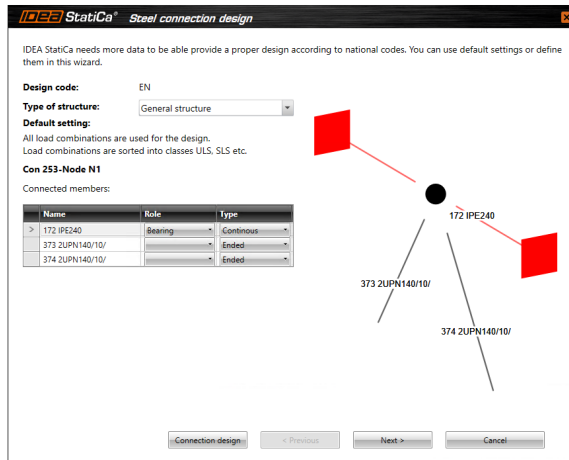 IDEA StatiCa® Steel connection design
IDEA StatiCa needs more data to be able provide a proper design according to national codes. You can use default settings or define
them in this wizard.
Design code: EN
Type of structure: General structure
Default setting:
All load combinations are used for the design.
Load combinations are sorted into classes ULS, SLS etc.
Con 253-Node N1
Connected members:
Name Role Type
> 172 IPE240 Bearing Continous
373 2UPN140/10/ Ended
374 2UPN140/10/ Ended
172 IPE240
373 2UPN140/10/
374 2UPN140/10/
Connection design < Previous Next > Cancel